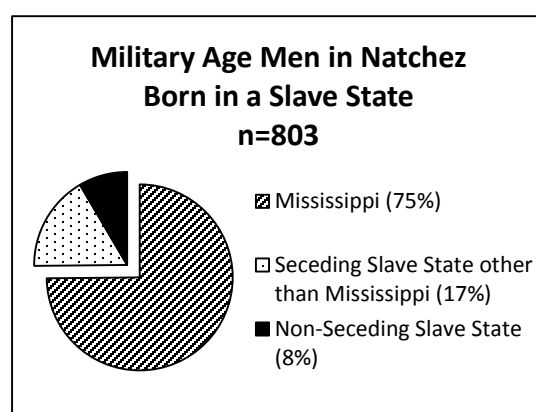 Military Age Men in Natchez
Born in a Slave State
n=803
Mississippi (75%)
Seceding Slave State other
than Mississippi (17%)
Non-Seceding Slave State
(8%)